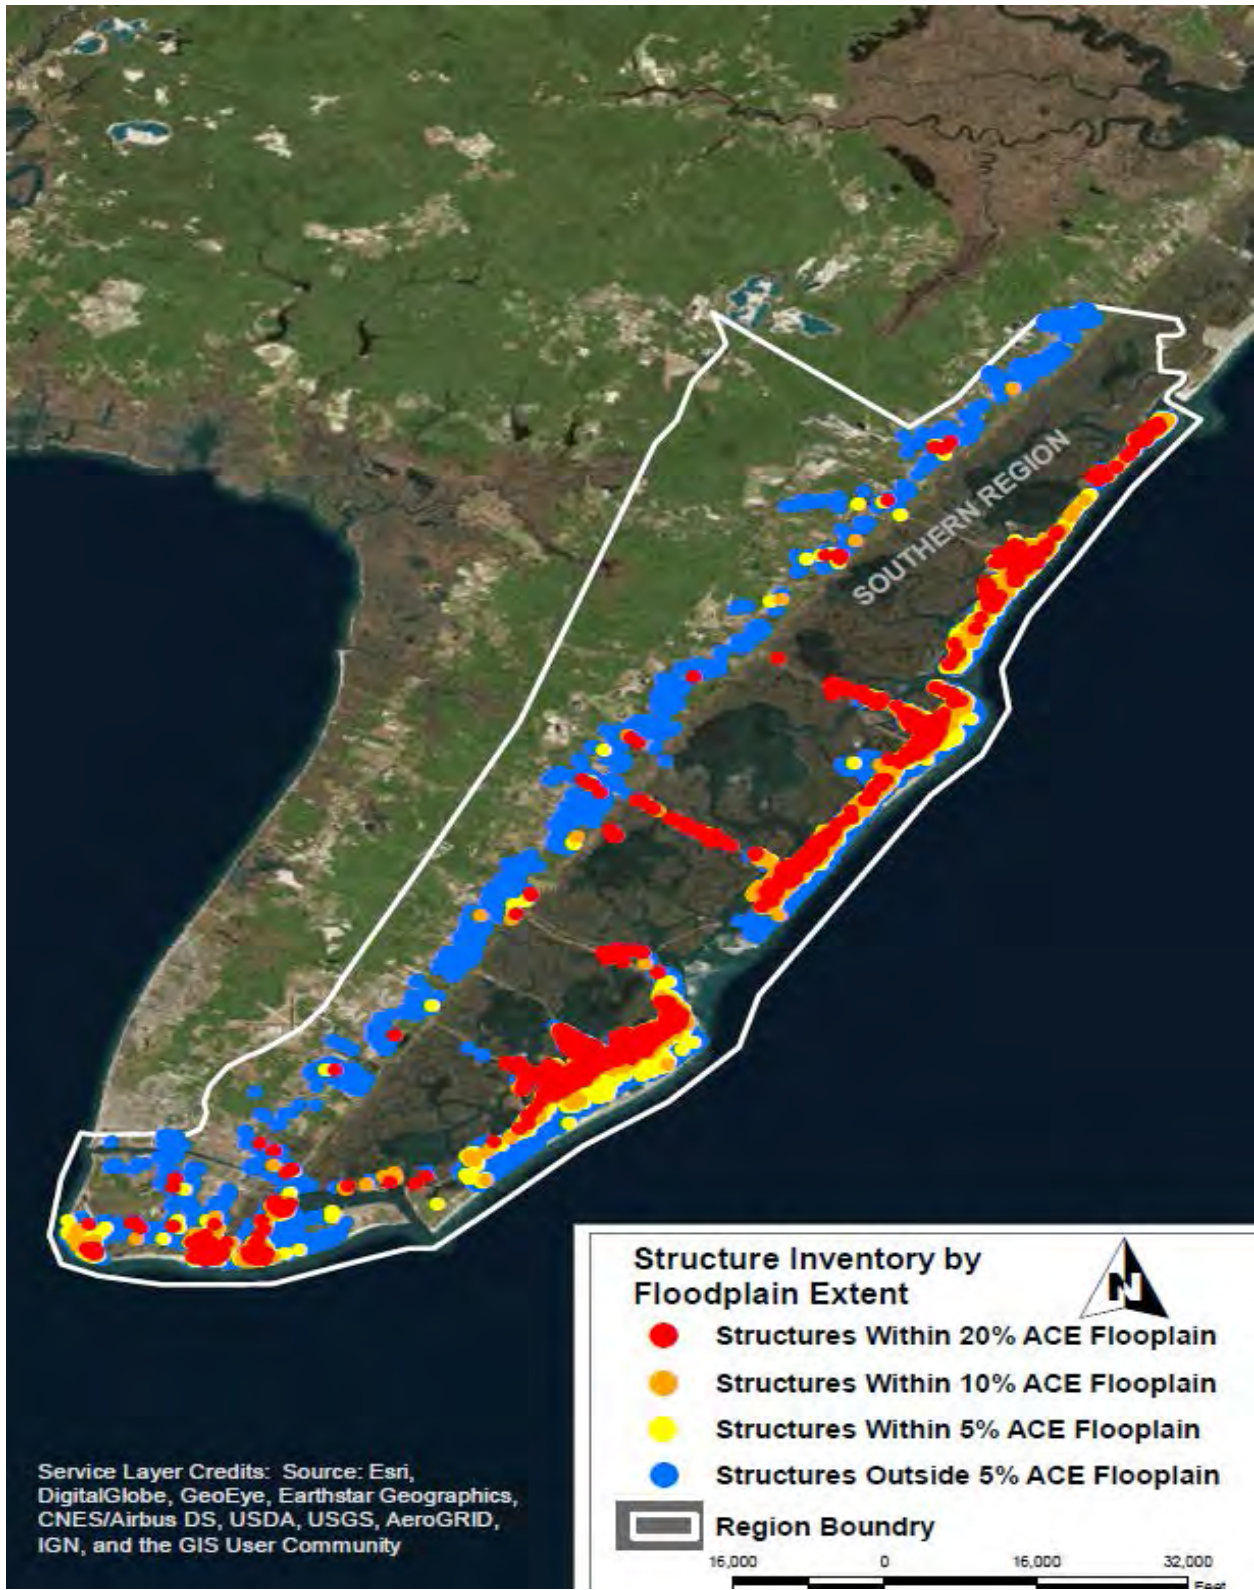 SOUTHERN REGION
Structure Inventory by
Floodplain Extent
N
Structures Within 20% ACE Flooplain
Structures Within 10% ACE Flooplain
Structures Within 5% ACE Flooplain
Structures Outside 5% ACE Flooplain
Region Boundry
16,000 0 16,000 32,000
Feet
Service Layer Credits: Source: Esri,
DigitalGlobe, GeoEye, Earthstar Geographics,
CNES/Airbus DS, USDA, USGS, AeroGRID,
IGN, and the GIS User Community